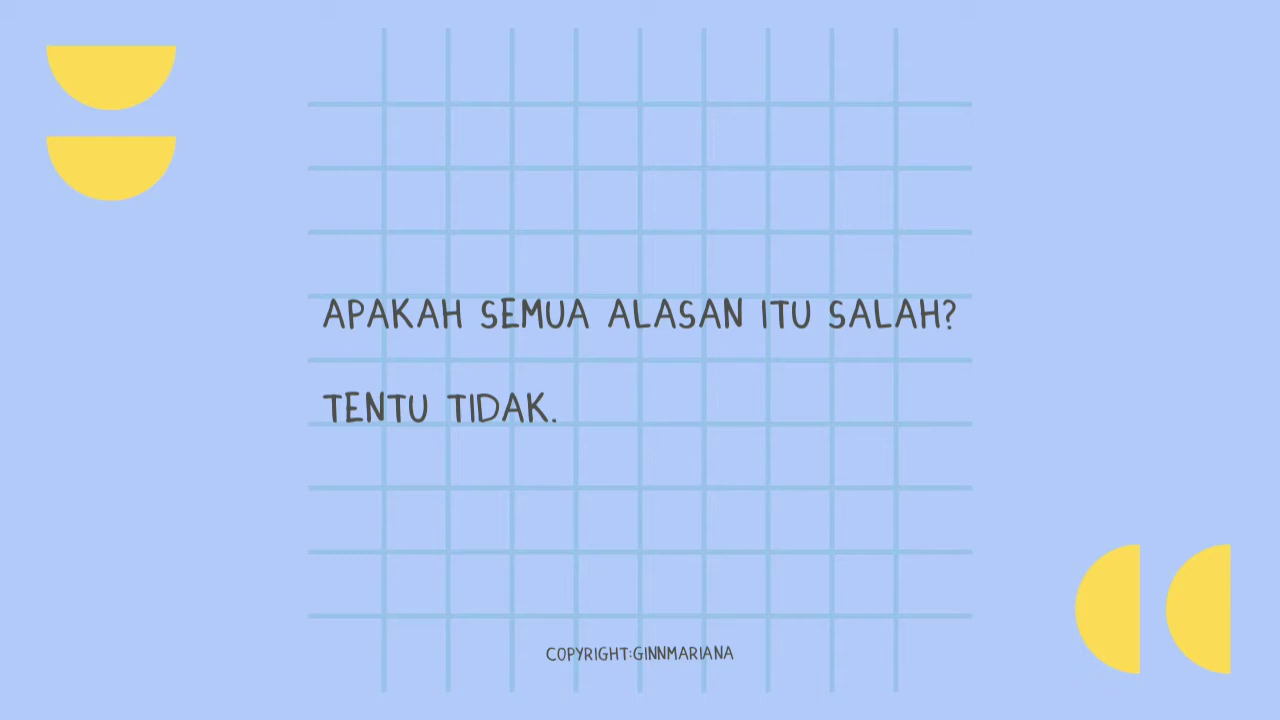 APAKAH SEMUA ALASAN ITU SALAH?
TENTU TIDAK.
COPYRIGHT:GINNMARIANA